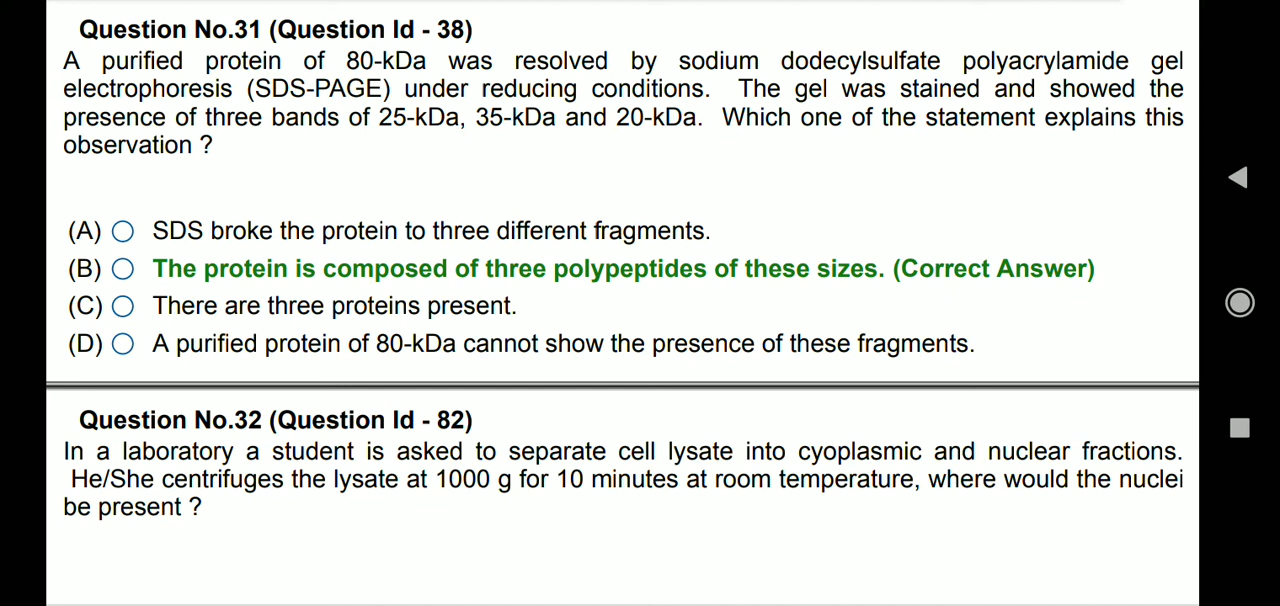 Question No.31 (Question Id - 38)
A purified protein of 80-kDa was resolved by sodium dodecylsulfate polyacrylamide gel
electrophoresis (SDS-PAGE) under reducing conditions. The gel was stained and showed the
presence of three bands of 25-kDa, 35-kDa and 20-kDa. Which one of the statement explains this
observation ?
(A) SDS broke the protein to three different fragments.
(B) The protein is composed of three polypeptides of these sizes. (Correct Answer)
(C) There are three proteins present.
(D) A purified protein of 80-kDa cannot show the presence of these fragments.
Question No.32 (Question Id - 82)
In a laboratory a student is asked to separate cell lysate into cyoplasmic and nuclear fractions.
He/She centrifuges the lysate at 1000 g for 10 minutes at room temperature, where would the nuclei
be present ?